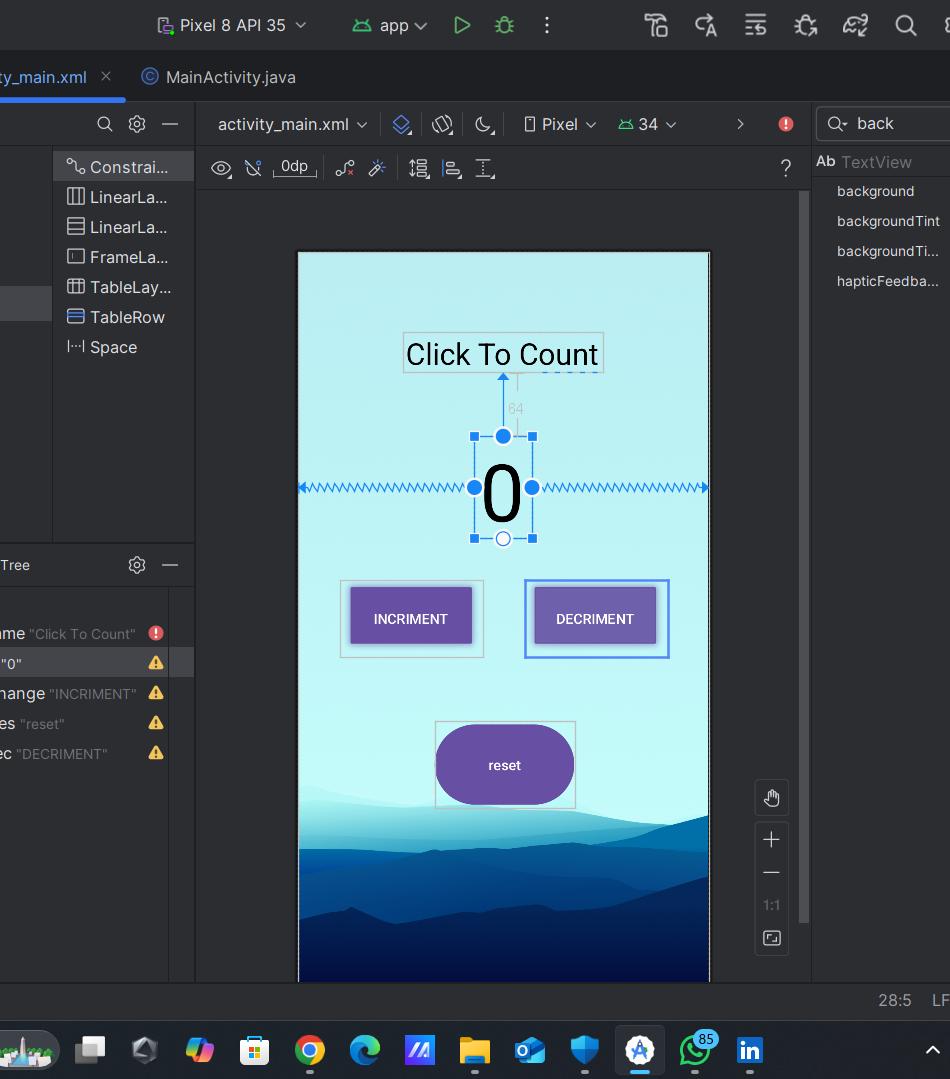 Pixel 8 API 35
app
ty_main.xml
MainActivity.java
activity_main.xml
Pixel
34
back
0dp
?
Ab TextView
Constrai...
LinearLa...
LinearLa...
FrameLa...
TableLay...
TableRow
Space
background
backgroundTint
backgroundTi...
hapticFeedba...
Click To Count
64
0
INCRIMENT
DECRIMENT
reset
Tree
ame "Click To Count"
"0"
hange "INCRIMENT"
es "reset"
ec "DECRIMENT"
1:1
28:5 LF
85